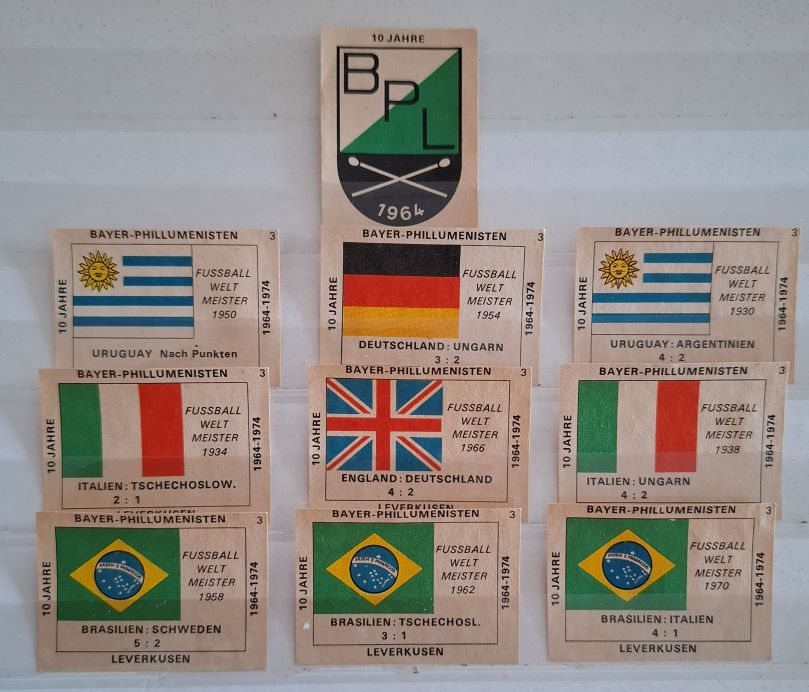 10 JAHRE
B
P
L
1964
BAYER-PHILLUMENISTEN 3
10 JAHRE
FUSSBALL
WELT
MEISTER
1950
1964-1974
URUGUAY Nach Punkten
BAYER-PHILLUMENISTEN 3
10 JAHRE
FUSSBALL
WELT
MEISTER
1954
1964-1974
DEUTSCHLAND: UNGARN
3 : 2
BAYER-PHILLUMENISTEN 3
10 JAHRE
FUSSBALL
WELT
MEISTER
1930
1964-1974
URUGUAY: ARGENTINIEN
4 : 2
BAYER-PHILLUMENISTEN 3
10 JAHRE
FUSSBALL
WELT
MEISTER
1934
1964-1974
ITALIEN: TSCHECHOSLOW.
2 : 1
LEVERKUSEN
BAYER-PHILLUMENISTEN 3
10 JAHRE
FUSSBALL
WELT
MEISTER
1966
1964-1974
ENGLAND: DEUTSCHLAND
4 : 2
LEVERKUSEN
BAYER-PHILLUMENISTEN 3
10 JAHRE
FUSSBALL
WELT
MEISTER
1938
1964-1974
ITALIEN: UNGARN
4 : 2
BAYER-PHILLUMENISTEN 3
10 JAHRE
FUSSBALL
WELT
MEISTER
1958
1964-1974
BRASILIEN: SCHWEDEN
5 : 2
LEVERKUSEN
BAYER-PHILLUMENISTEN 3
10 JAHRE
FUSSBALL
WELT
MEISTER
1962
1964-1974
BRASILIEN: TSCHECHOSL.
3 : 1
LEVERKUSEN
BAYER-PHILLUMENISTEN 3
10 JAHRE
FUSSBALL
WELT
MEISTER
1970
1964-1974
BRASILIEN: ITALIEN
4 : 1
LEVERKUSEN